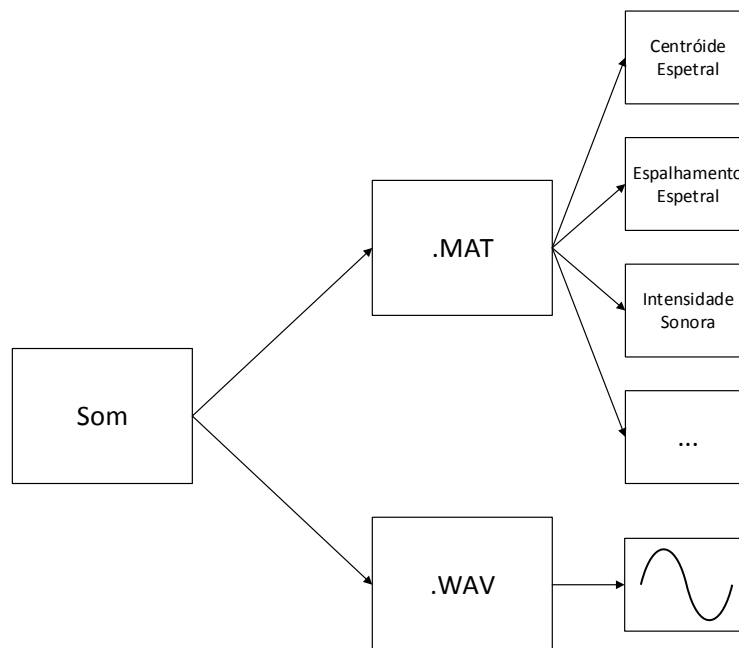 Centróide
Espetral
Espalhamento
Espetral
.MAT
Intensidade
Sonora
Som
...
.WAV